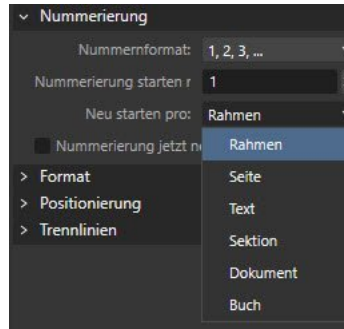 Nummerierung
Nummernformat: 1, 2, 3, ...
Nummerierung starten 1
Neu starten pro: Rahmen
Nummerierung jetzt
Rahmen
Format
Seite
Positionierung
Text
Trennlinien
Sektion
Dokument
Buch